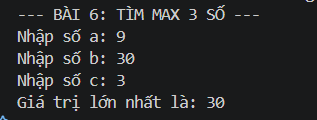 --- BÀI 6: TÌM MAX 3 SỐ ---
Nhập số a: 9
Nhập số b: 30
Nhập số c: 3
Giá trị lớn nhất là: 30